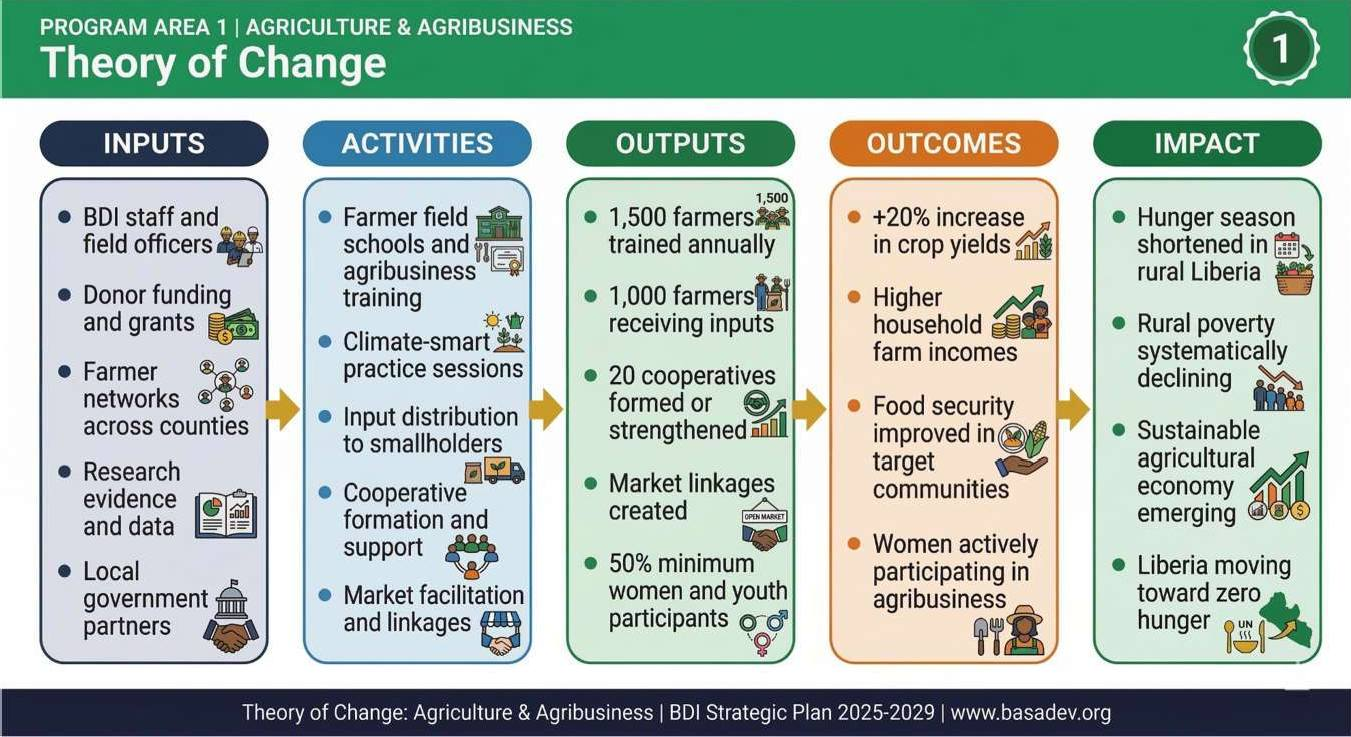 PROGRAM AREA 1 | AGRICULTURE & AGRIBUSINESS
Theory of Change
1
INPUTS
BDI staff and
field officers
Donor funding
and grants
Farmer
networks
across counties
Research
evidence
and data
Local
government
partners
ACTIVITIES
Farmer field
schools and
agribusiness
training
Climate-smart
practice sessions
Input distribution
to smallholders
Cooperative
formation and
support
Market facilitation
and linkages
OUTPUTS
1,500
1,500 farmers
trained annually
1,000 farmers
receiving inputs
20 cooperatives
formed or
strengthened
Market linkages
created
OPEN MARKET
50% minimum
women and youth
participants
OUTCOMES
+20% increase
in crop yields
Higher
household
farm incomes
Food security
improved in
target
communities
Women actively
participating in
agribusiness
IMPACT
Hunger season
shortened in
rural Liberia
Rural poverty
systematically
declining
Sustainable
agricultural
economy
emerging
Liberia moving
toward zero
hunger
UN
Theory of Change: Agriculture & Agribusiness | BDI Strategic Plan 2025-2029 | www.basadev.org